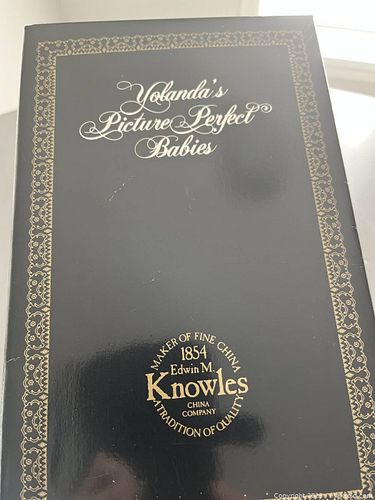 Yolanda's
Picture Perfect
Babies
MAKER OF FINE CHINA
1854
Edwin M.
Knowles
CHINA
COMPANY
A TRADITION OF QUALITY